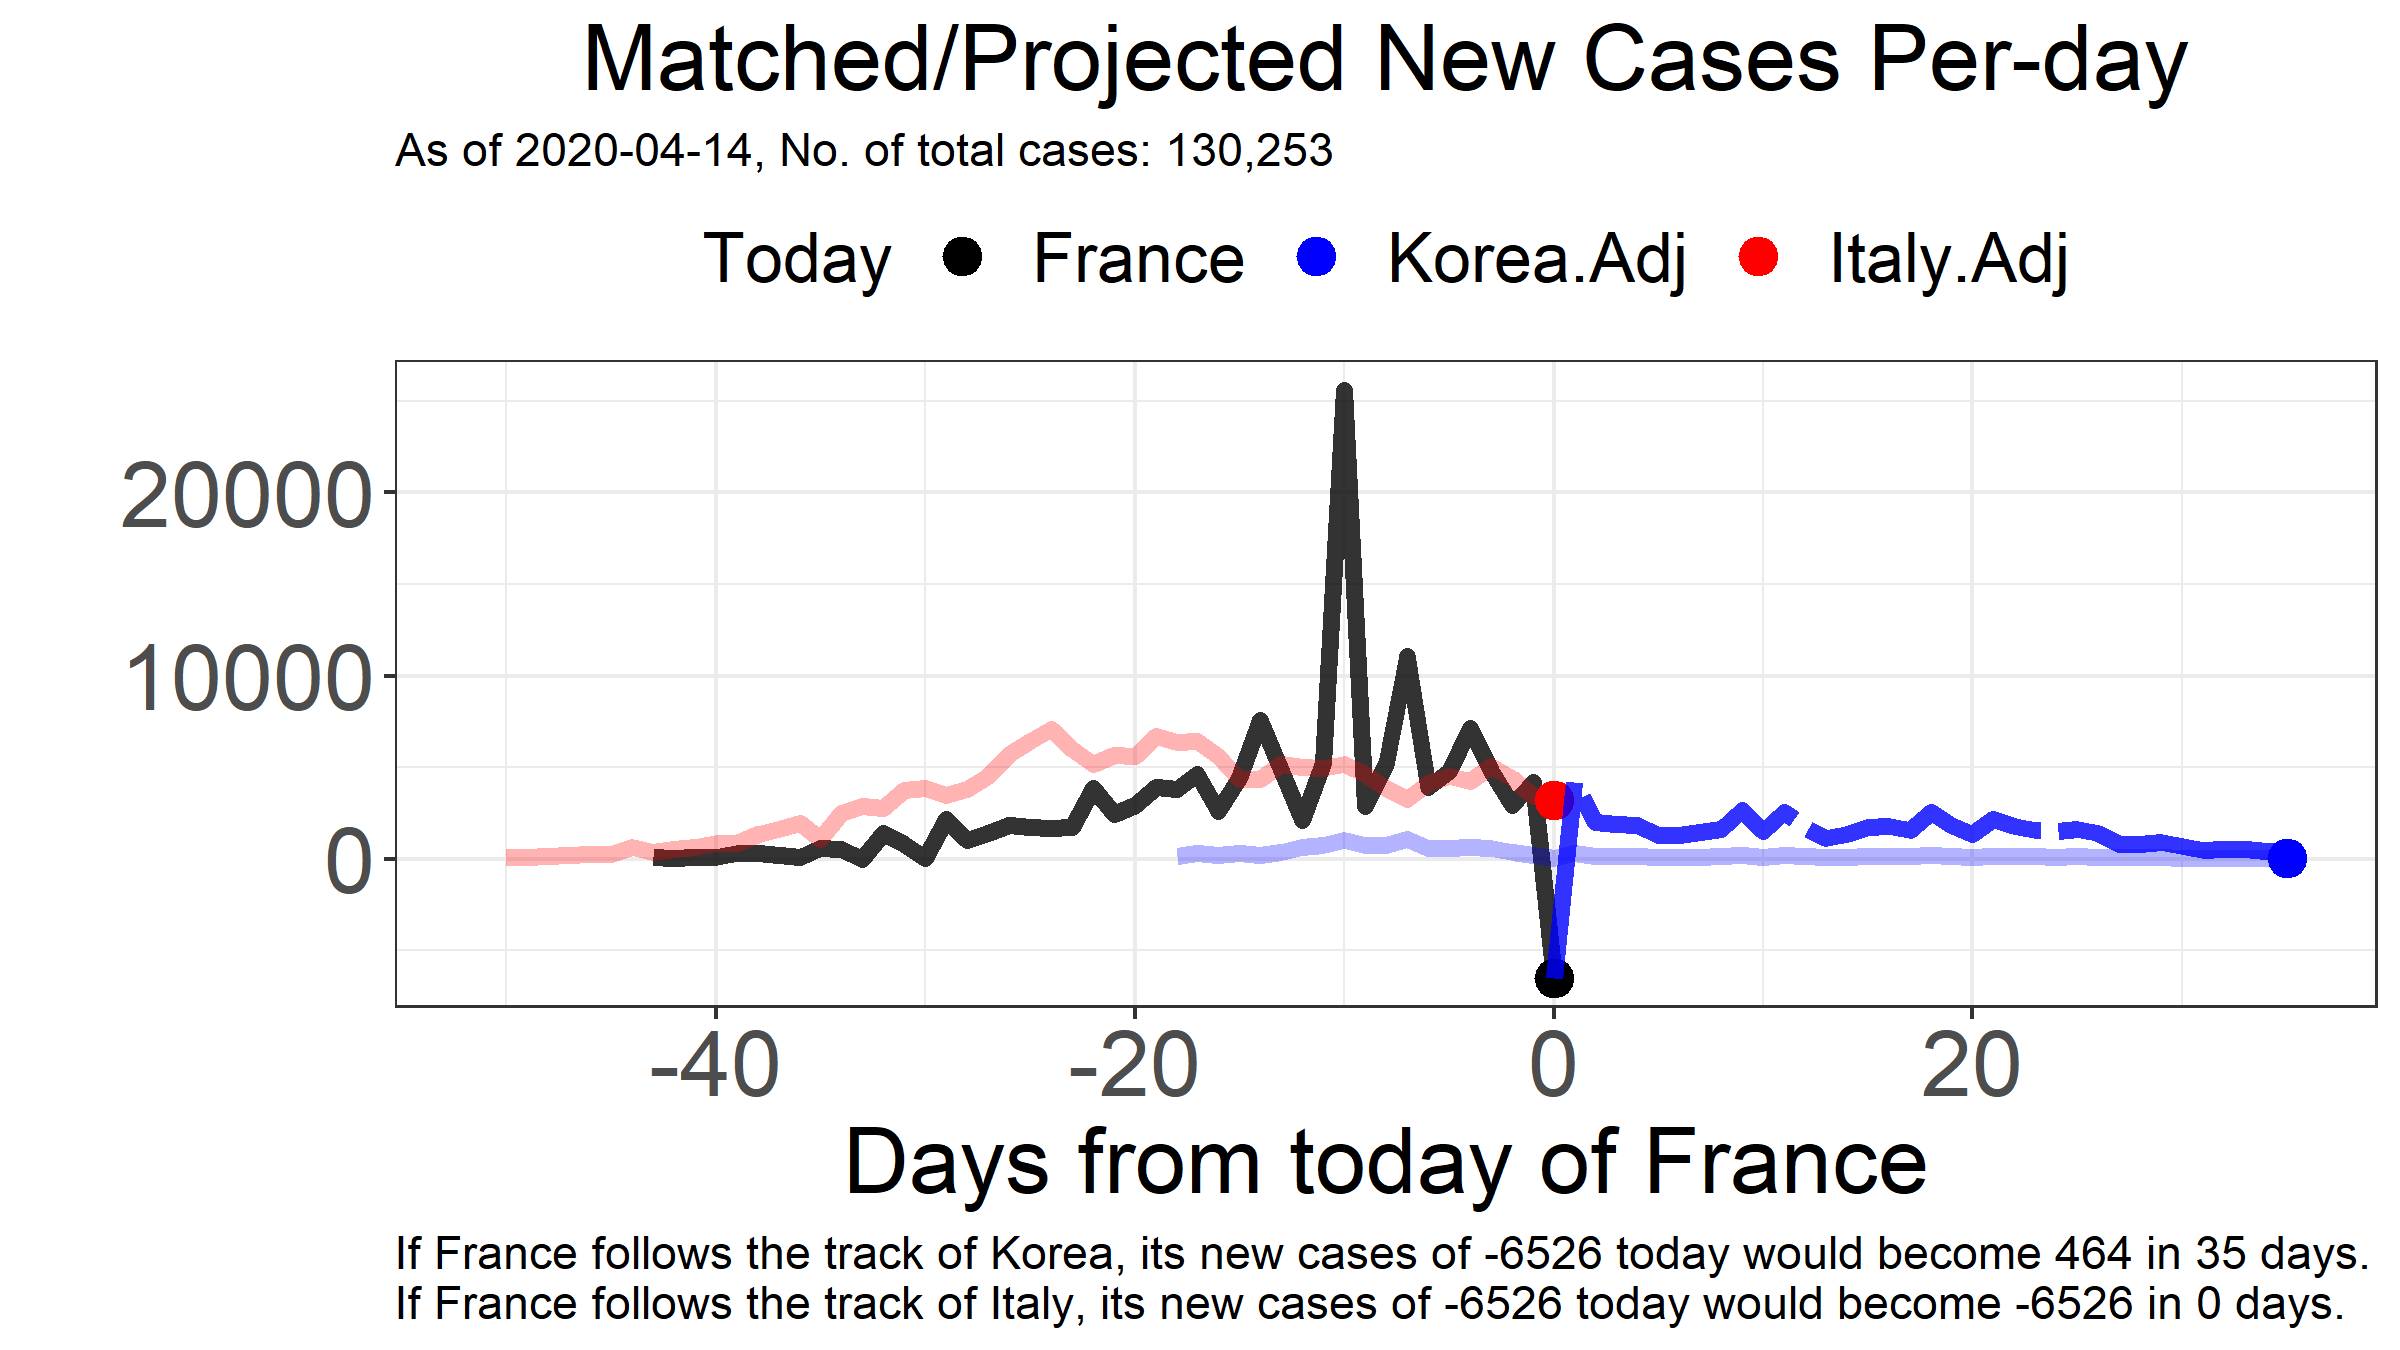 Matched/Projected New Cases Per-day
As of 2020-04-14, No. of total cases: 130,253
Today France Korea.Adj Italy.Adj
20000
10000
0
-40 -20 0 20
Days from today of France
If France follows the track of Korea, its new cases of -6526 today would become 464 in 35 days.
If France follows the track of Italy, its new cases of -6526 today would become -6526 in 0 days.